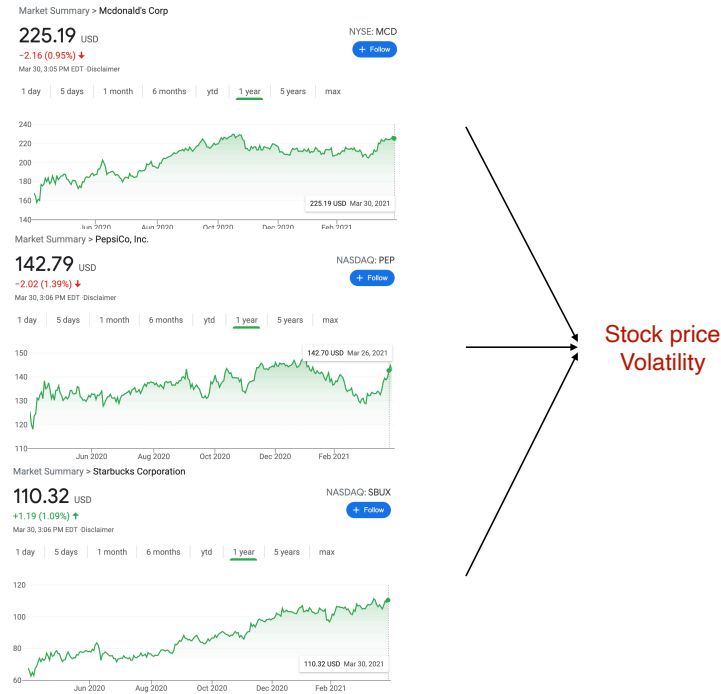 Market Summary > Mcdonald's Corp
225.19 USD
NYSE: MCD
−2.16 (0.95%) ↓
+ Follow
Mar 30, 3:05 PM EDT ·Disclaimer
1 day 5 days 1 month 6 months ytd 1 year 5 years max
240
220
200
180
160
140
225.19 USD Mar 30, 2021
Jun 2020 Aug 2020 Oct 2020 Dec 2020 Feb 2021
Market Summary > PepsiCo, Inc.
142.79 USD
NASDAQ: PEP
−2.02 (1.39%) ↓
+ Follow
Mar 30, 3:06 PM EDT ·Disclaimer
1 day 5 days 1 month 6 months ytd 1 year 5 years max
150
140
130
120
110
142.70 USD Mar 26, 2021
Jun 2020 Aug 2020 Oct 2020 Dec 2020 Feb 2021
Market Summary > Starbucks Corporation
110.32 USD
NASDAQ: SBUX
+1.19 (1.09%) ↑
+ Follow
Mar 30, 3:06 PM EDT ·Disclaimer
1 day 5 days 1 month 6 months ytd 1 year 5 years max
120
100
80
60
110.32 USD Mar 30, 2021
Jun 2020 Aug 2020 Oct 2020 Dec 2020 Feb 2021
Stock price
Volatility